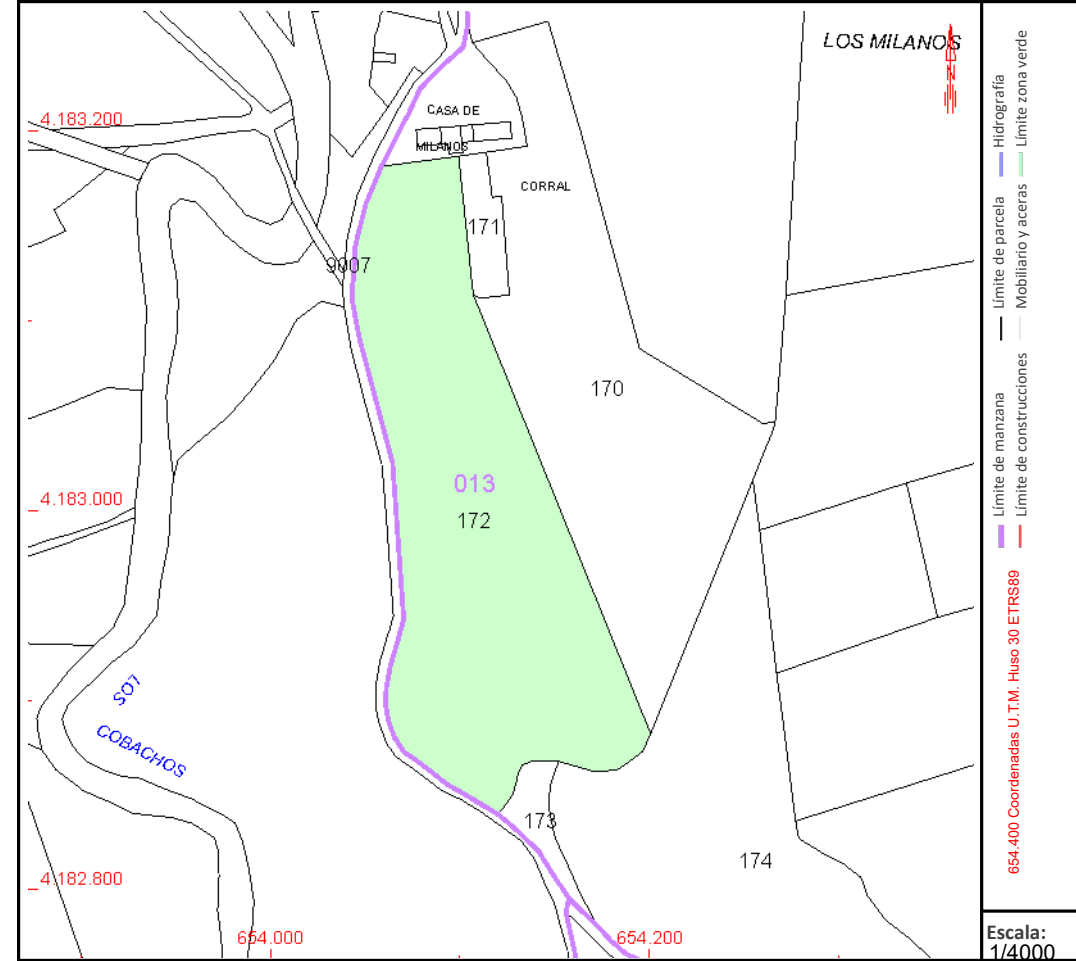 LOS MILANOS
4.183.200
CASA DE
MILANOS
CORRAL
171
9007
170
013
4.183.000
172
LOS
COBACHOS
173
174
4.182.800
654.000
654.200
Límite de manzana
Límite de parcela
Hidrografía
Límite de construcciones
Mobiliario y aceras
Límite zona verde
654.400 Coordenadas U.T.M. Huso 30 ETRS89
Escala:
1/4000